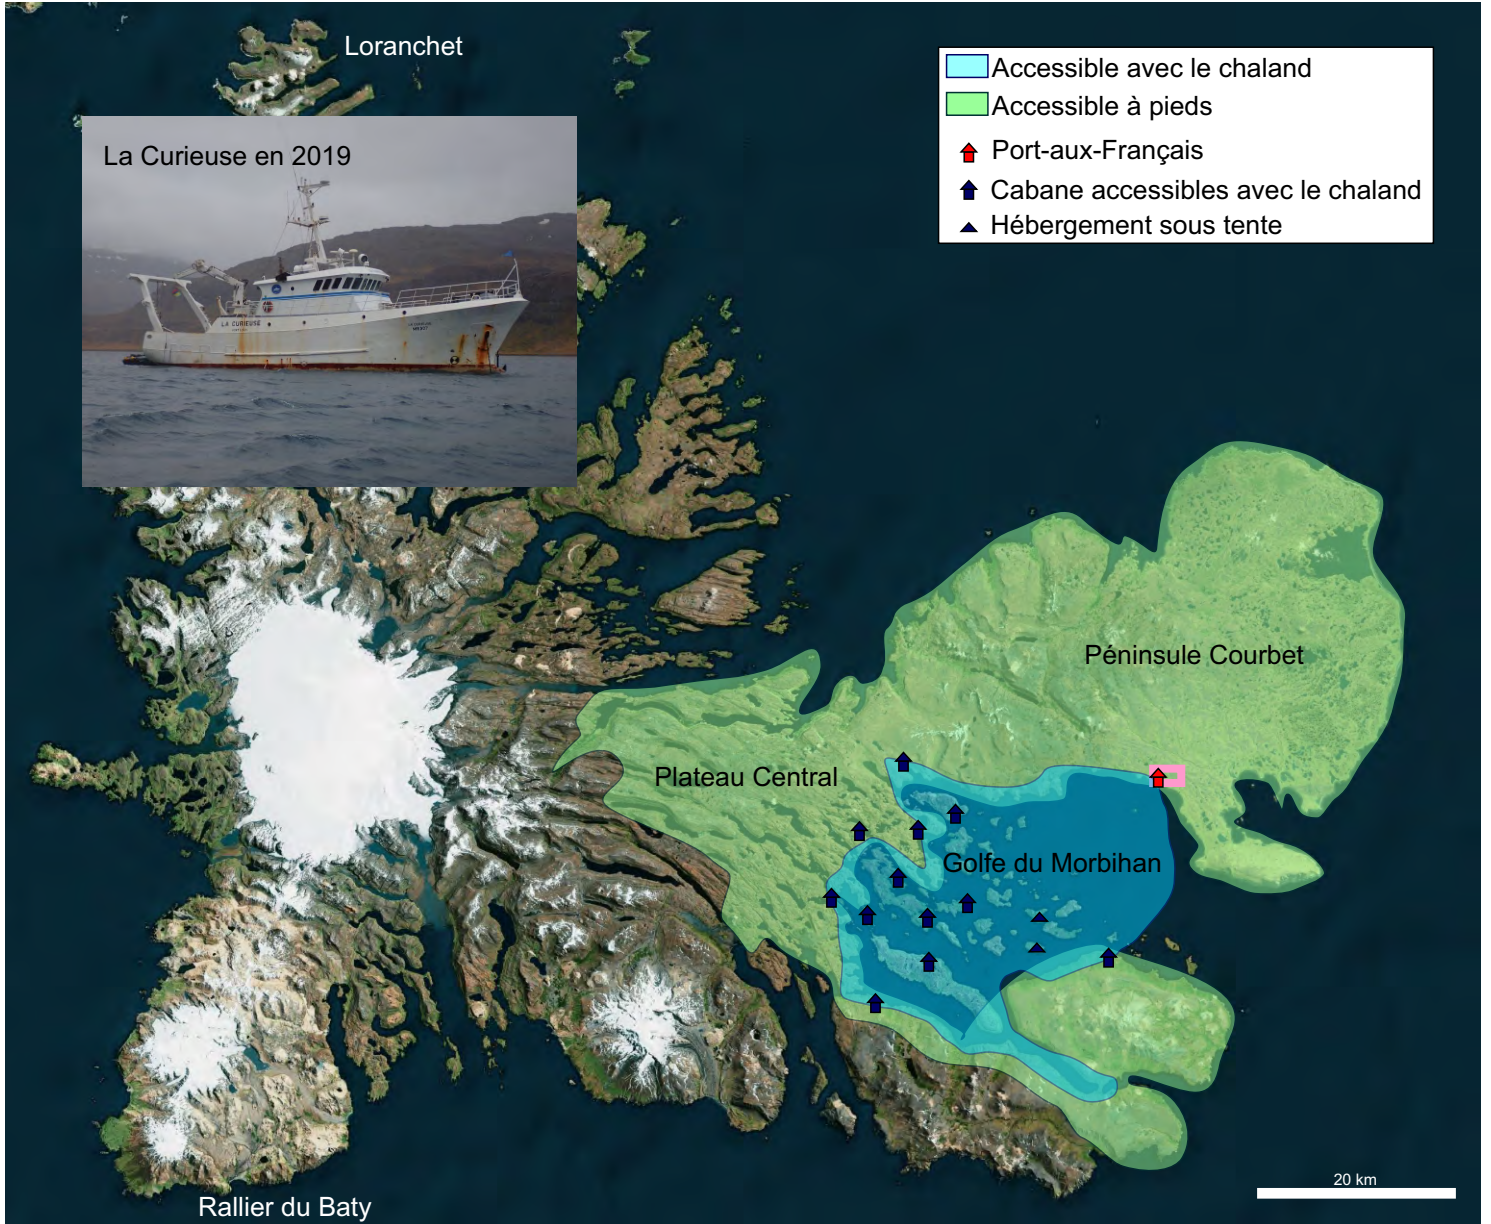 Loranchet
Accessible avec le chaland
Accessible à pieds
Port-aux-Français
Cabane accessibles avec le chaland
Hébergement sous tente
La Curieuse en 2019
LA CURIEUSE
Péninsule Courbet
Plateau Central
Golfe du Morbihan
20 km
Rallier du Baty